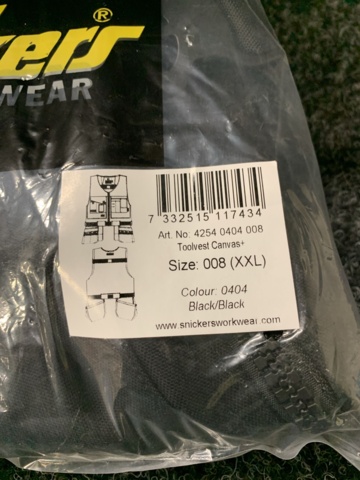 kers®
WEAR
7 332515 117434
Art. No: 4254 0404 008
Toolvest Canvas+
Size: 008 (XXL)
Colour: 0404
Black/Black
www.snickersworkwear.com